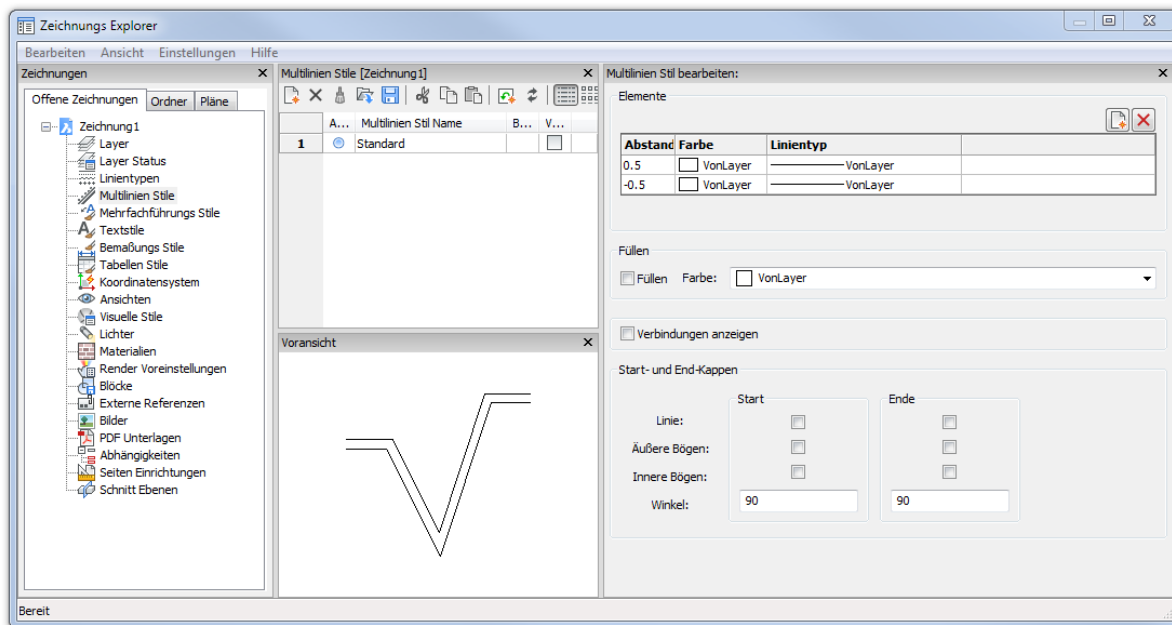 Zeichnungs Explorer
Bearbeiten Ansicht Einstellungen Hilfe
Zeichnungen
Offene Zeichnungen Ordner Pläne
Zeichnung1
Layer
Layer Status
Linientypen
Multilinien Stile
Mehrfachführungs Stile
Textstile
Bemaßungs Stile
Tabellen Stile
Koordinatensystem
Ansichten
Visuelle Stile
Lichter
Materialien
Render Voreinstellungen
Blöcke
Externe Referenzen
Bilder
PDF Unterlagen
Abhängigkeiten
Seiten Einrichtungen
Schnitt Ebenen
Multilinien Stile [Zeichnung1]
A... Multilinien Stil Name B... V...
1 Standard
Voransicht
Multilinien Stil bearbeiten:
Elemente
Abstand Farbe Linientyp
0.5 VonLayer VonLayer
-0.5 VonLayer VonLayer
Füllen
Füllen Farbe: VonLayer
Verbindungen anzeigen
Start- und End-Kappen
Start Ende
Linie:
Äußere Bögen:
Innere Bögen:
Winkel: 90 90
Bereit